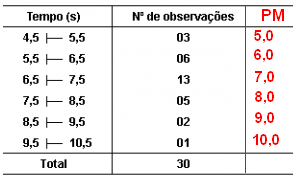 Tempo (s) Nº de observações PM
4,5 ⊢ 5,5 03 5,0
5,5 ⊢ 6,5 06 6,0
6,5 ⊢ 7,5 13 7,0
7,5 ⊢ 8,5 05 8,0
8,5 ⊢ 9,5 02 9,0
9,5 ⊢ 10,5 01 10,0
Total 30